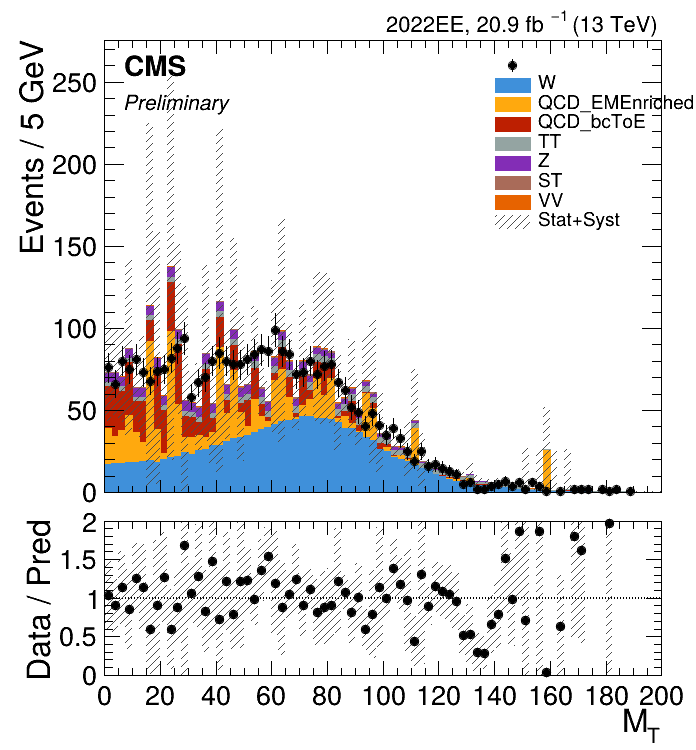 2022EE, 20.9 fb ⁻¹ (13 TeV)
CMS
Preliminary
W
QCD_EMEnriched
QCD_bcToE
TT
Z
ST
VV
Stat+Syst
Events / 5 GeV
250
200
150
100
50
0
Data / Pred
2
1.5
1
0.5
0
0 20 40 60 80 100 120 140 160 180 200
M_T